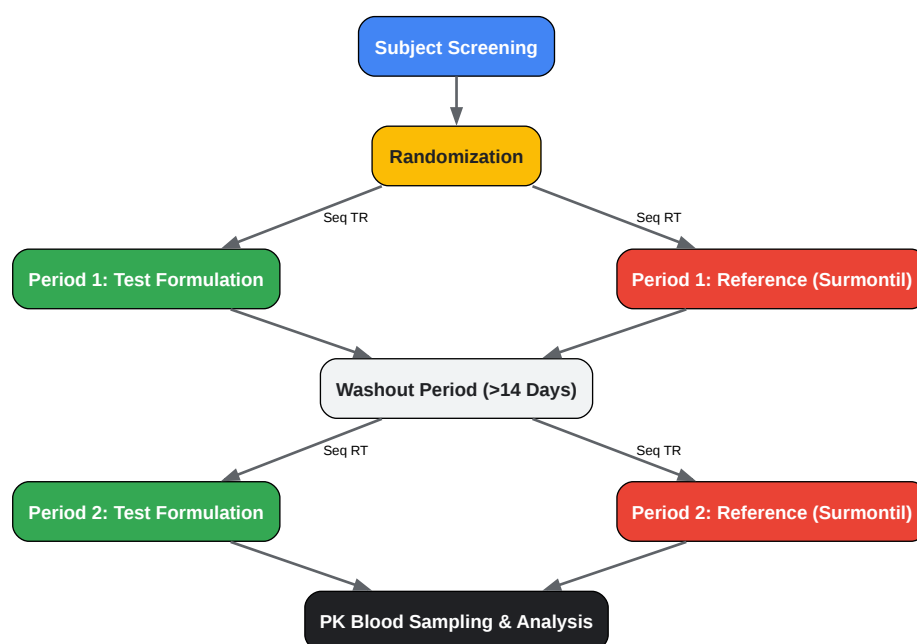 Subject Screening
Randomization
Seq TR
Seq RT
Period 1: Test Formulation
Period 1: Reference (Surmontil)
Washout Period (>14 Days)
Seq RT
Seq TR
Period 2: Test Formulation
Period 2: Reference (Surmontil)
PK Blood Sampling & Analysis